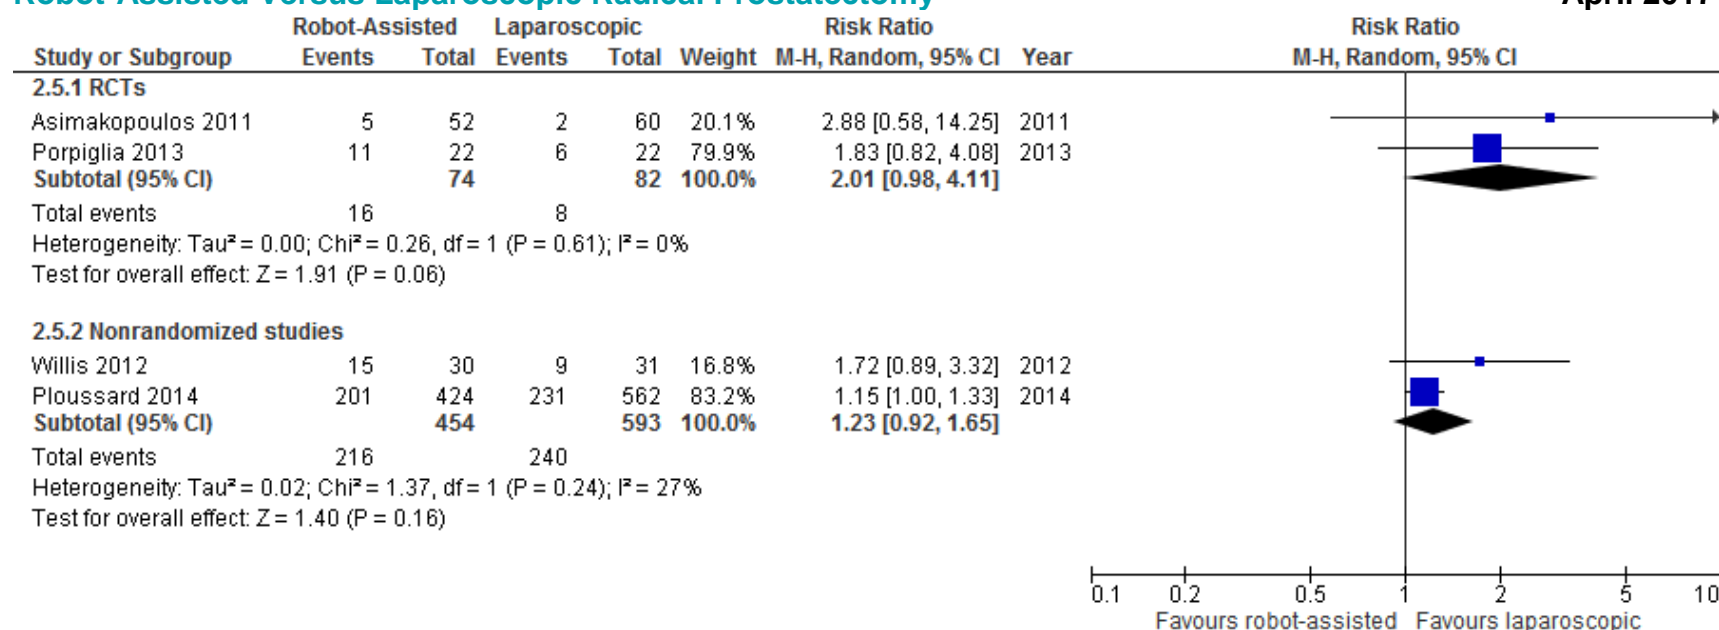 Robot-Assisted Versus Laparoscopic Radical Prostatectomy April 2017
Robot-Assisted Laparoscopic Risk Ratio Risk Ratio
Study or Subgroup Events Total Events Total Weight M-H, Random, 95% CI Year M-H, Random, 95% CI
2.5.1 RCTs
Asimakopoulos 2011 5 52 2 60 20.1% 2.88 [0.58, 14.25] 2011
Porpiglia 2013 11 22 6 22 79.9% 1.83 [0.82, 4.08] 2013
Subtotal (95% CI) 74 82 100.0% 2.01 [0.98, 4.11]
Total events 16 8
Heterogeneity: Tau² = 0.00; Chi² = 0.26, df = 1 (P = 0.61); I² = 0%
Test for overall effect: Z = 1.91 (P = 0.06)
2.5.2 Nonrandomized studies
Willis 2012 15 30 9 31 16.8% 1.72 [0.89, 3.32] 2012
Ploussard 2014 201 424 231 562 83.2% 1.15 [1.00, 1.33] 2014
Subtotal (95% CI) 454 593 100.0% 1.23 [0.92, 1.65]
Total events 216 240
Heterogeneity: Tau² = 0.02; Chi² = 1.37, df = 1 (P = 0.24); I² = 27%
Test for overall effect: Z = 1.40 (P = 0.16)
0.1 0.2 0.5 1 2 5 10
Favours robot-assisted Favours laparoscopic